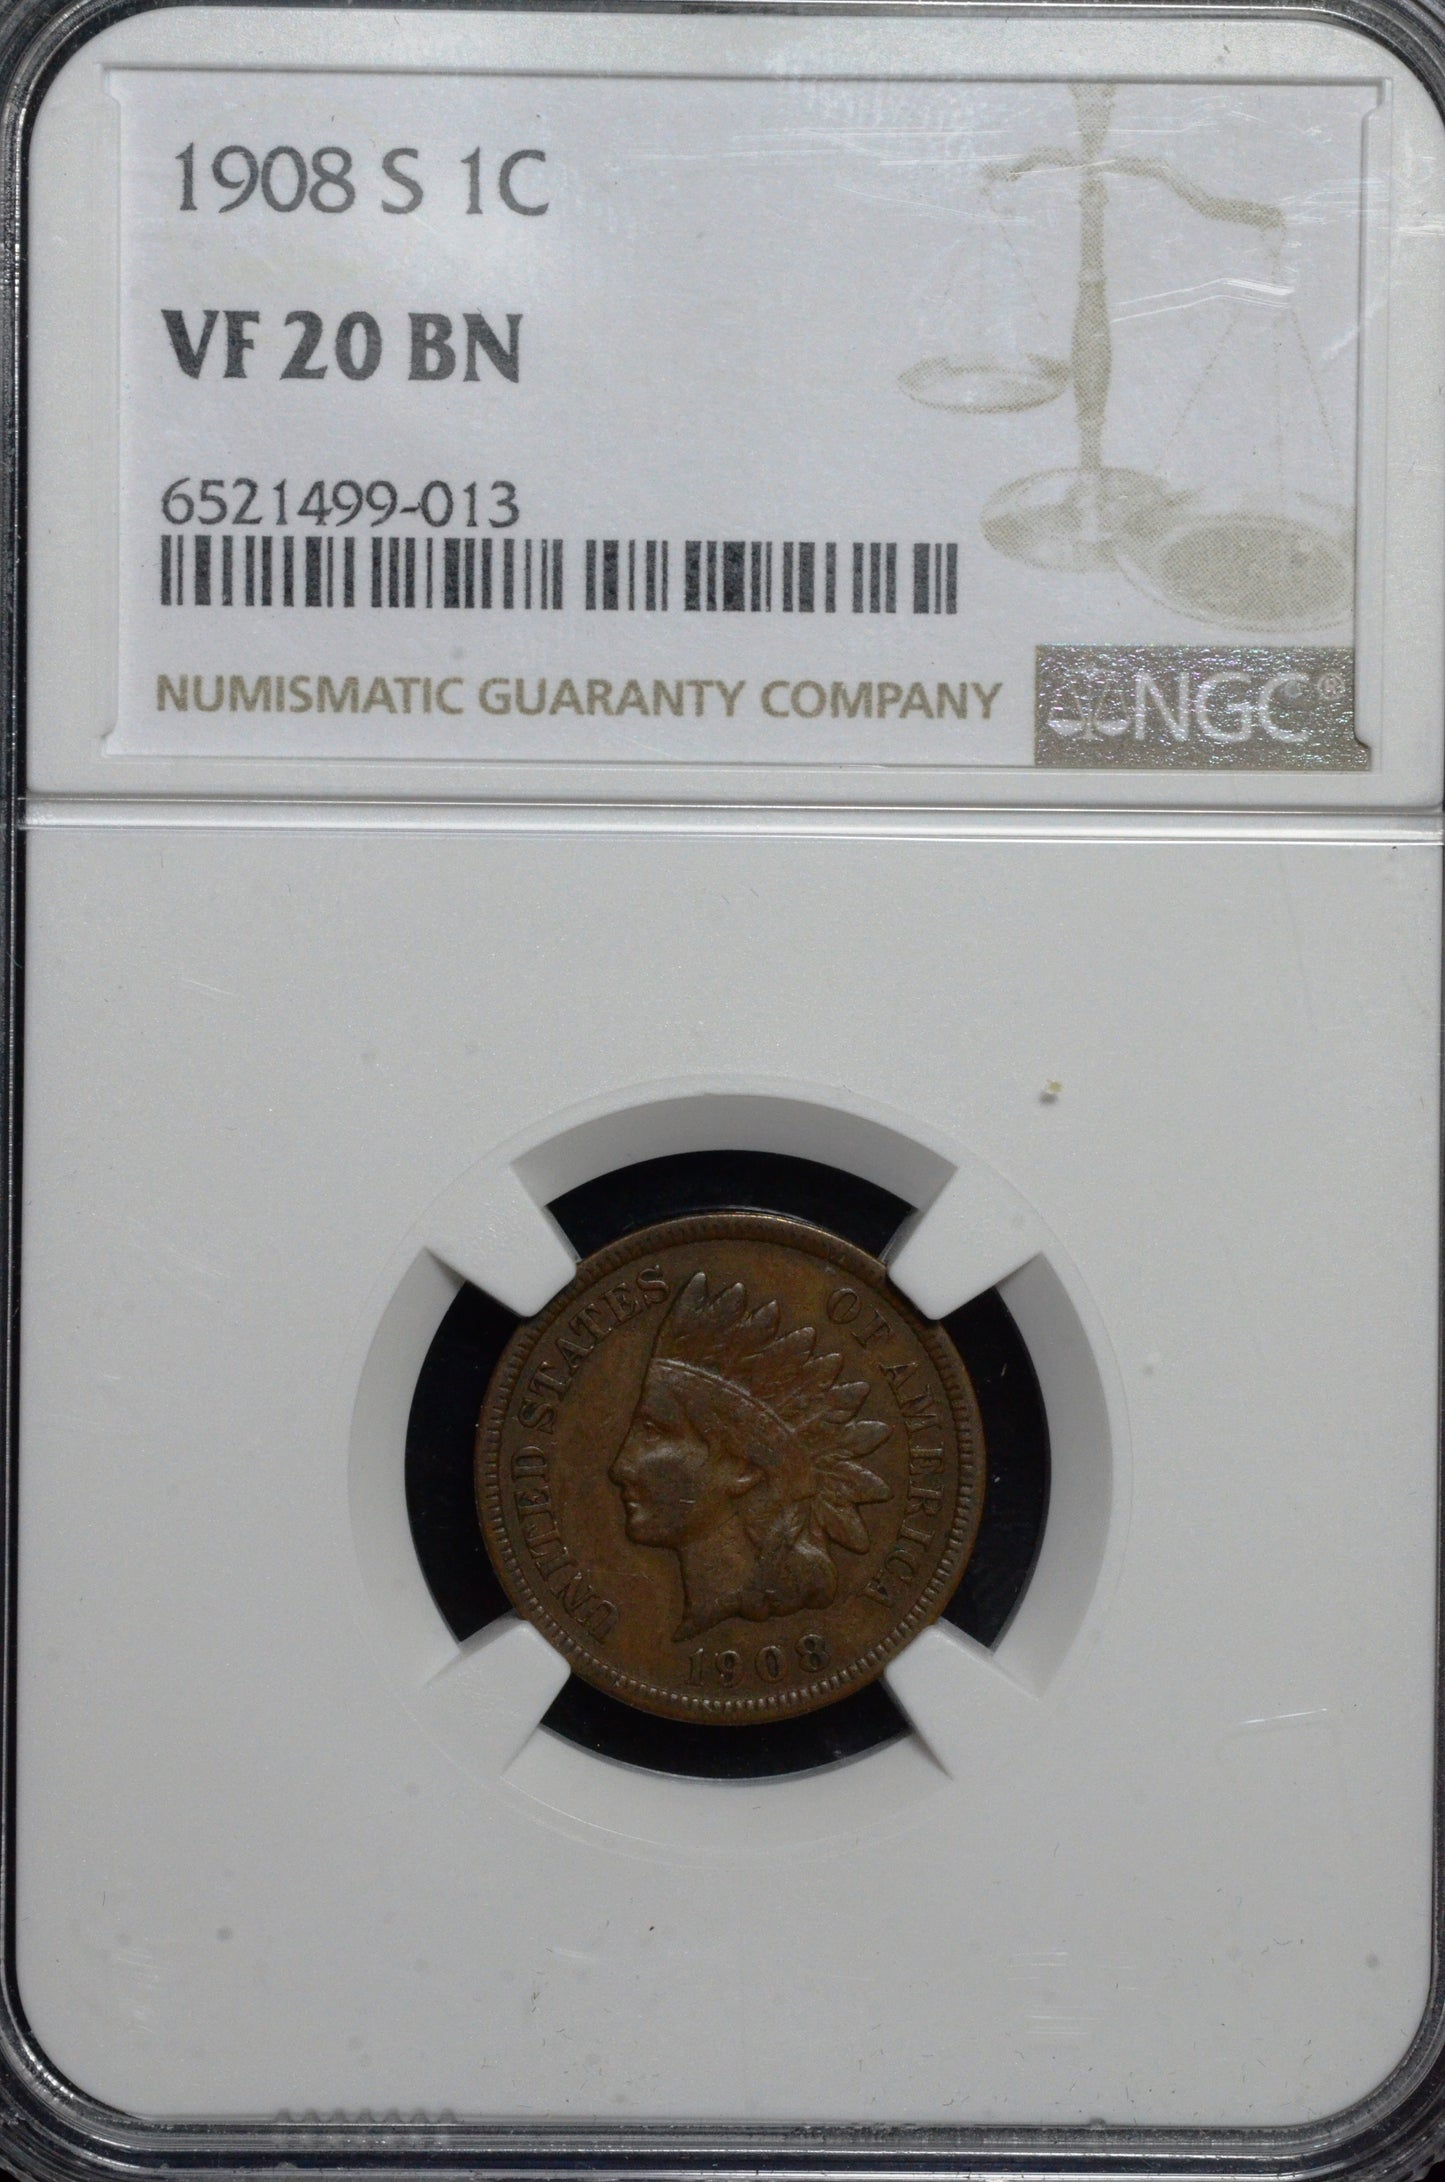 1908 S 1C
VF 20 BN
6521499-013
NUMISMATIC GUARANTY COMPANY
NGC®
UNITED STATES OF AMERICA
1908